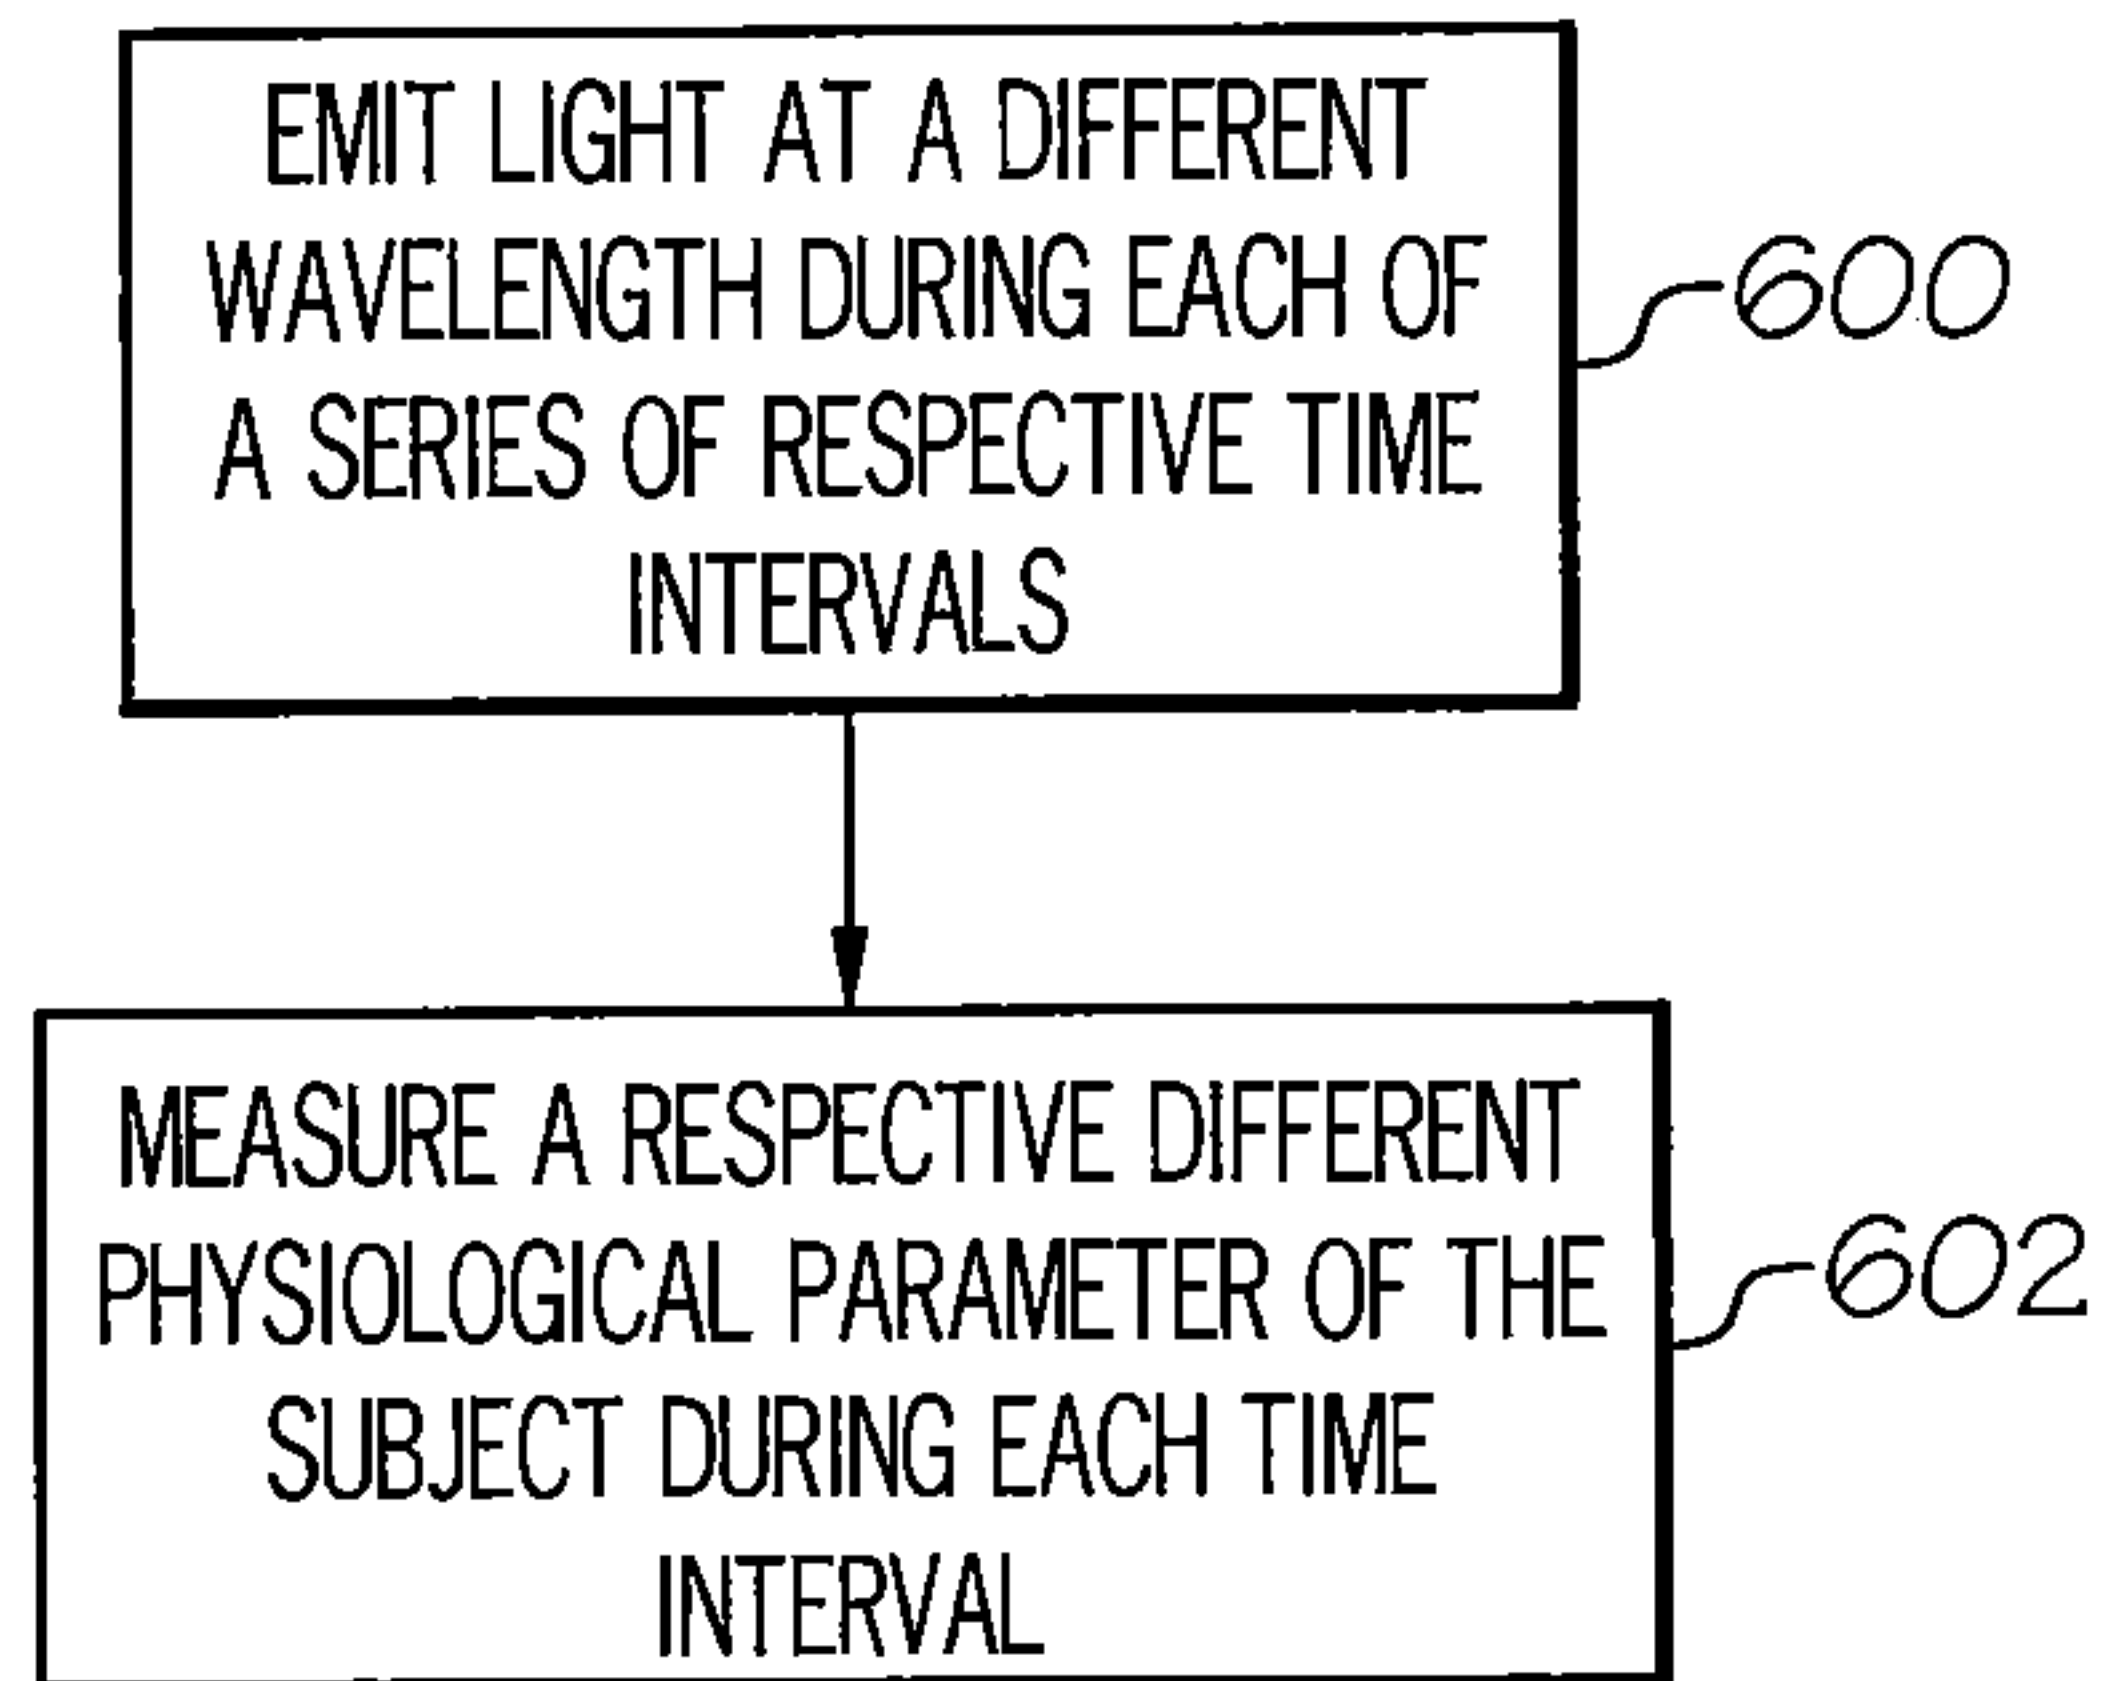 EMIT LIGHT AT A DIFFERENT
WAVELENGTH DURING EACH OF
A SERIES OF RESPECTIVE TIME
INTERVALS
600
MEASURE A RESPECTIVE DIFFERENT
PHYSIOLOGICAL PARAMETER OF THE
SUBJECT DURING EACH TIME
INTERVAL
602